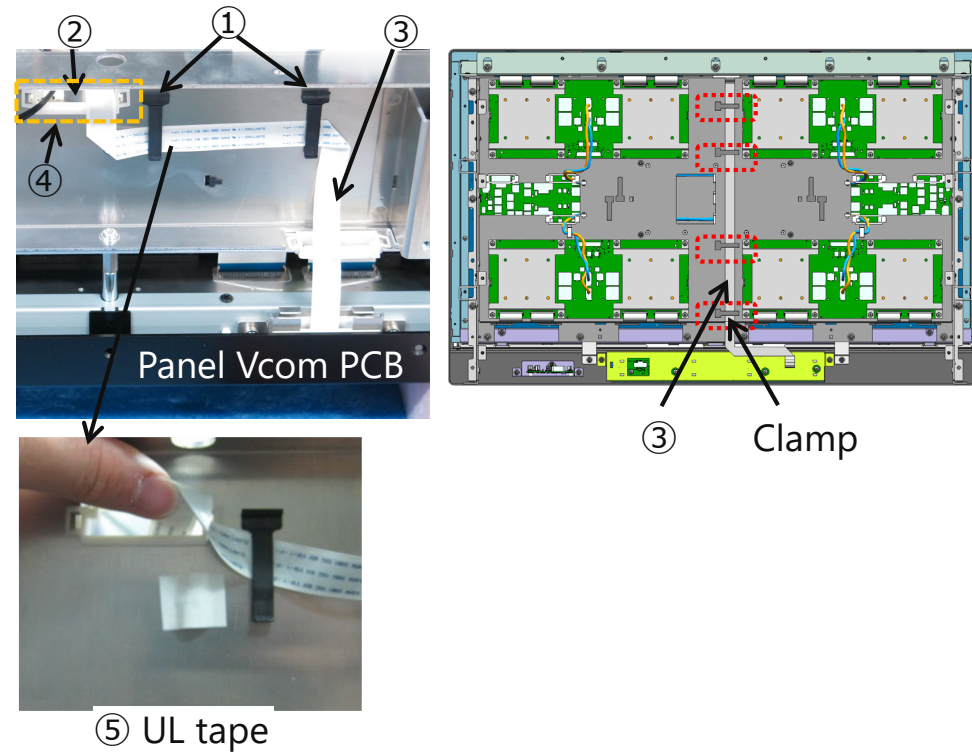 ②
①
③
④
Panel Vcom PCB
③
Clamp
⑤ UL tape